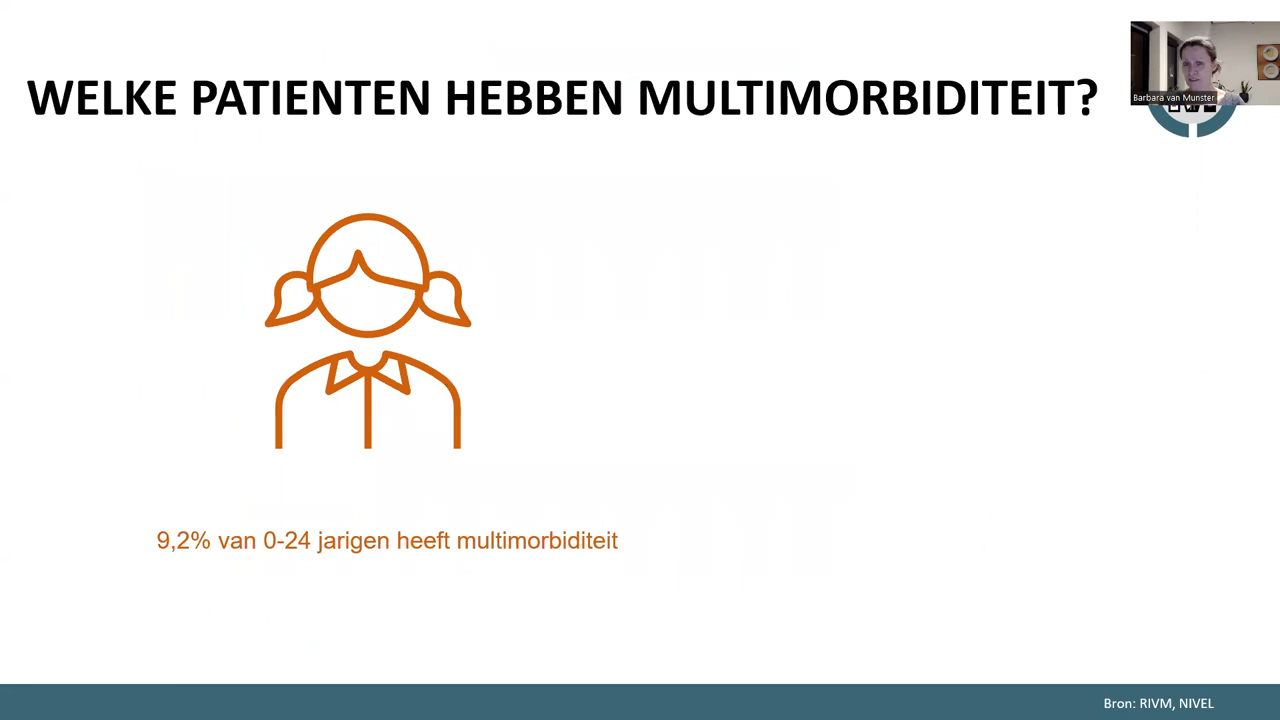 WELKE PATIENTEN HEBBEN MULTIMORBIDITEIT?
Barbara van Munster
9,2% van 0-24 jarigen heeft multimorbiditeit
Bron: RIVM, NIVEL